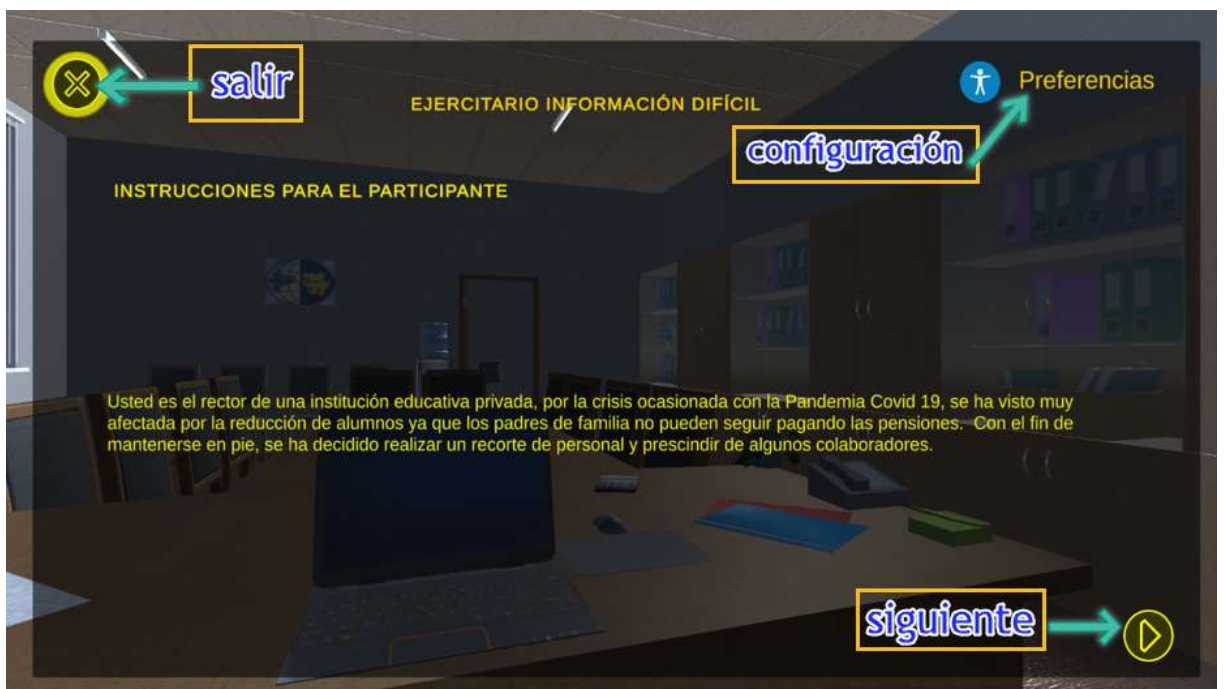 salir
Preferencias
EJERCITARIO INFORMACIÓN DIFÍCIL
configuración
INSTRUCCIONES PARA EL PARTICIPANTE
Usted es el rector de una institución educativa privada, por la crisis ocasionada con la Pandemia Covid 19, se ha visto muy
afectada por la reducción de alumnos ya que los padres de familia no pueden seguir pagando las pensiones. Con el fin de
mantenerse en pie, se ha decidido realizar un recorte de personal y prescindir de algunos colaboradores.
siguiente